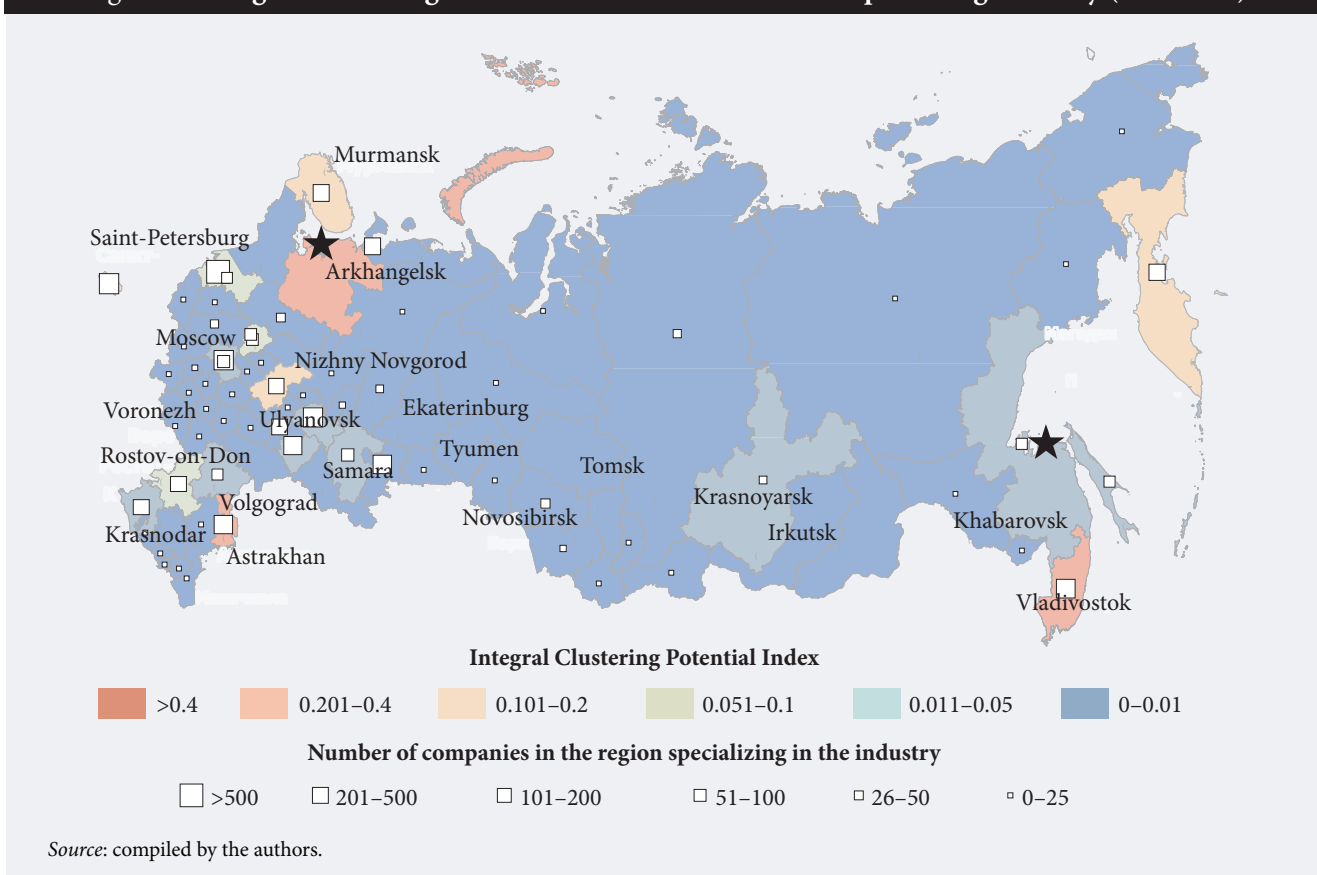 Murmansk
Saint-Petersburg
Arkhangelsk
Moscow
Nizhny Novgorod
Voronezh
Ulyanovsk
Ekaterinburg
Rostov-on-Don
Samara
Tyumen
Tomsk
Volgograd
Krasnoyarsk
Krasnodar
Novosibirsk
Irkutsk
Khabarovsk
Astrakhan
Vladivostok
Integral Clustering Potential Index
>0.4 0.201–0.4 0.101–0.2 0.051–0.1 0.011–0.05 0–0.01
Number of companies in the region specializing in the industry
>500 201–500 101–200 51–100 26–50 0–25
Source: compiled by the authors.